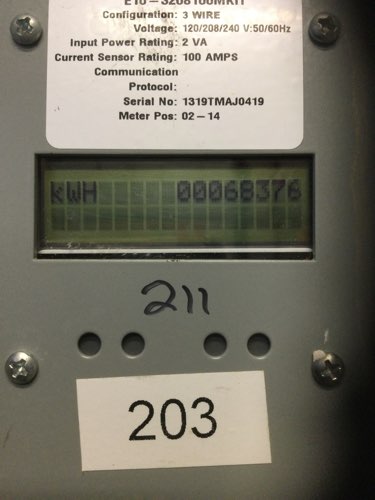 Configuration: 3 WIRE
Voltage: 120/208/240 V:50/60Hz
Input Power Rating: 2 VA
Current Sensor Rating: 100 AMPS
Communication
Protocol:
Serial No: 1319TMAJ0419
Meter Pos: 02-14
kWH 00068376
211
203